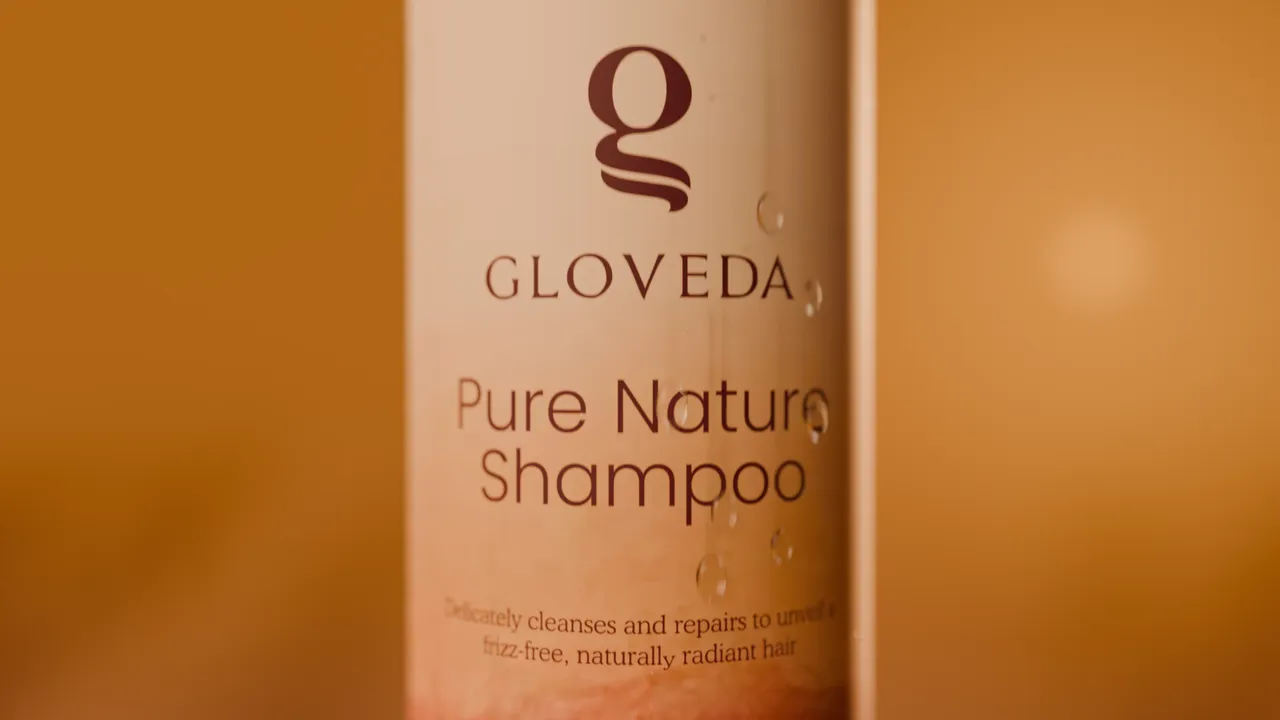 g
GLOVEDA
Pure Nature
Shampoo
Delicately cleanses and repairs to unveil a
frizz-free, naturally radiant hair